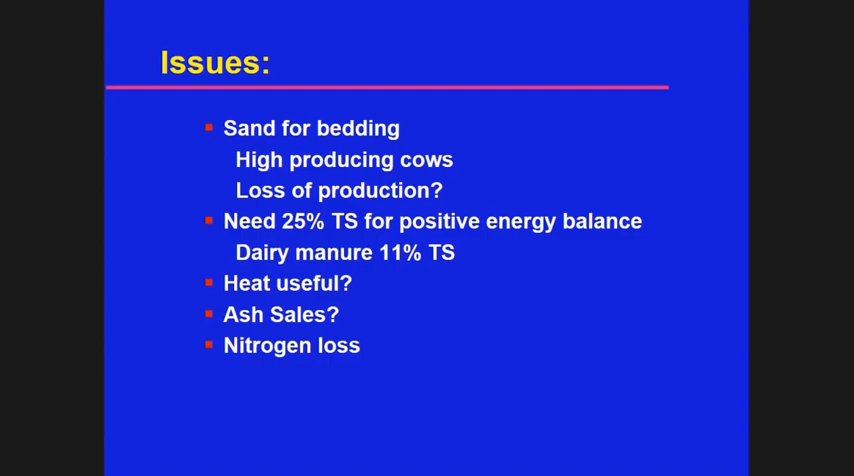 Issues:
Sand for bedding
High producing cows
Loss of production?
Need 25% TS for positive energy balance
Dairy manure 11% TS
Heat useful?
Ash Sales?
Nitrogen loss